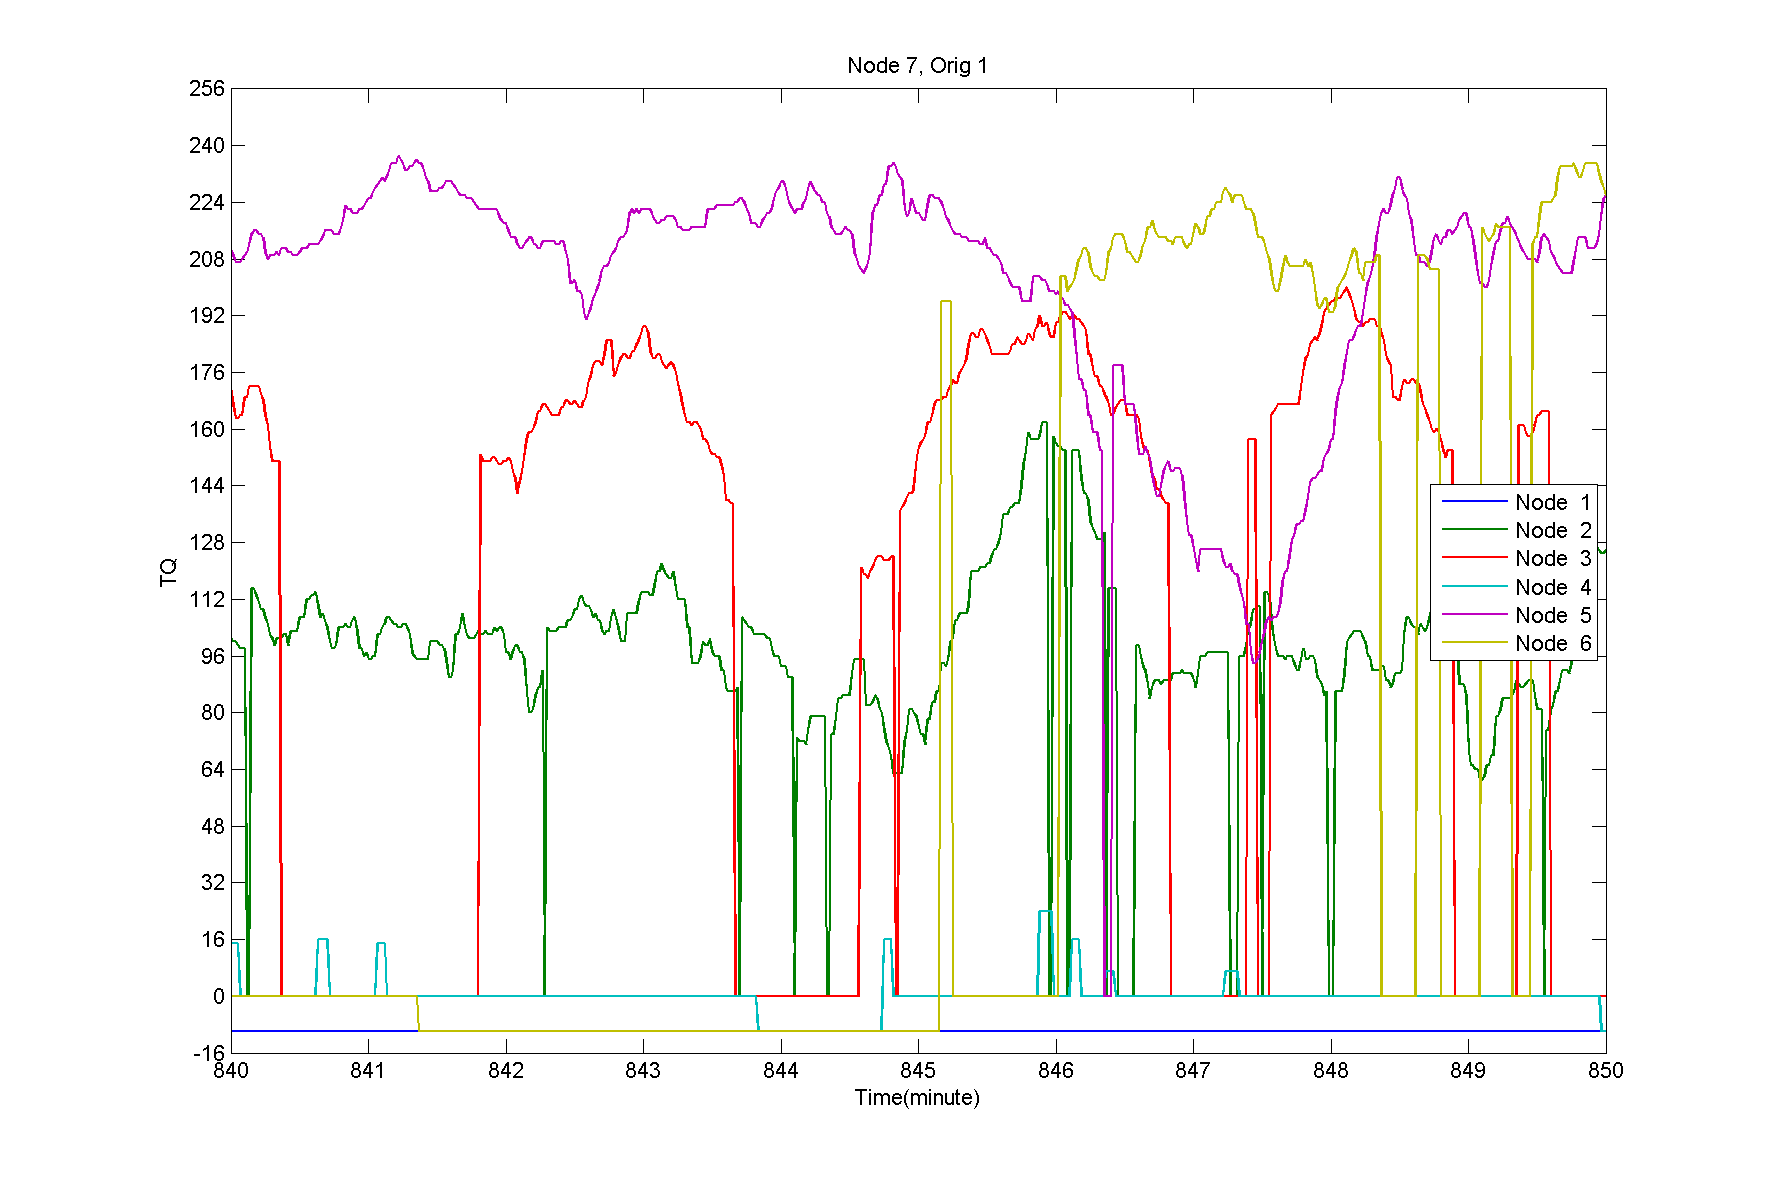 Node 7, Orig 1
256
240
224
208
192
176
160
144
128
112
96
80
64
48
32
16
0
-16
TQ
Node 1
Node 2
Node 3
Node 4
Node 5
Node 6
840 841 842 843 844 845 846 847 848 849 850
Time(minute)